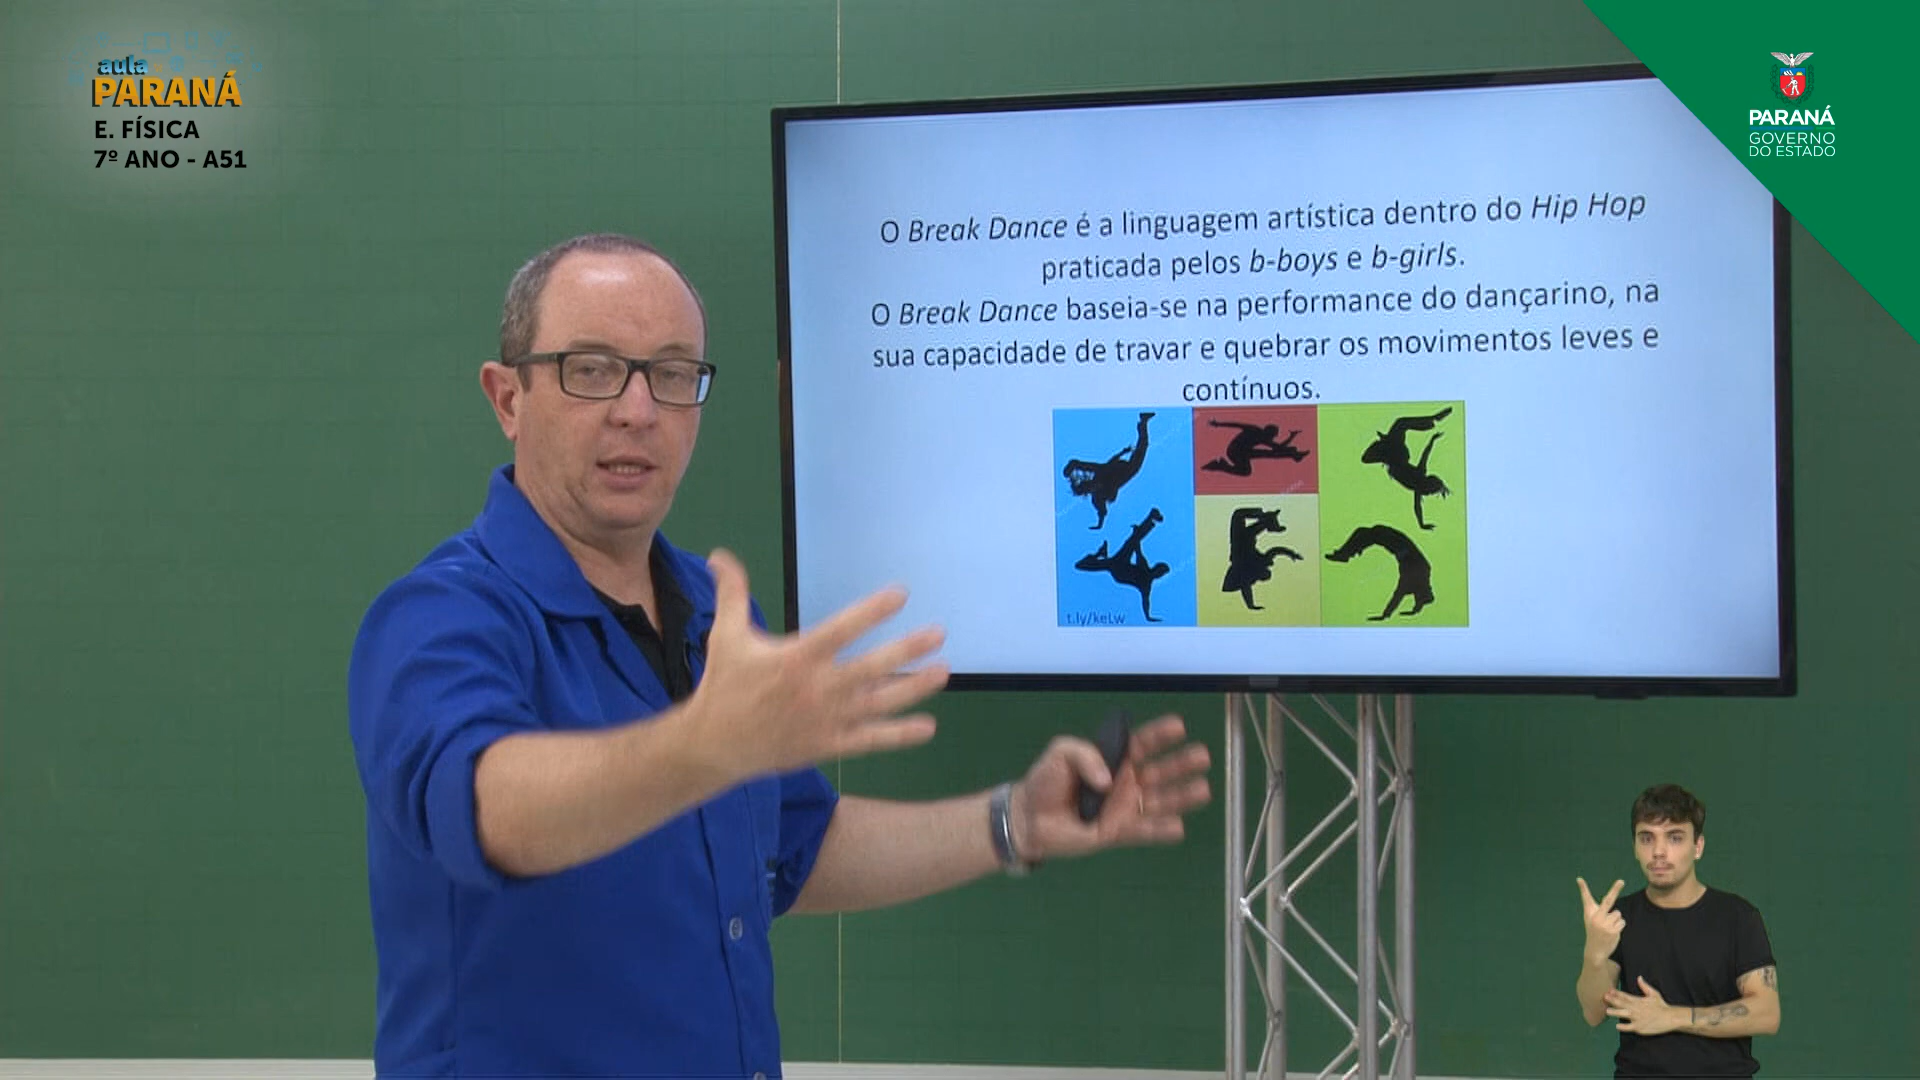 aula
PARANÁ
E. FÍSICA
7º ANO - A51
PARANÁ
GOVERNO
DO ESTADO
O Break Dance é a linguagem artística dentro do Hip Hop
praticada pelos b-boys e b-girls.
O Break Dance baseia-se na performance do dançarino, na
sua capacidade de travar e quebrar os movimentos leves e
contínuos.
t.ly/keLw